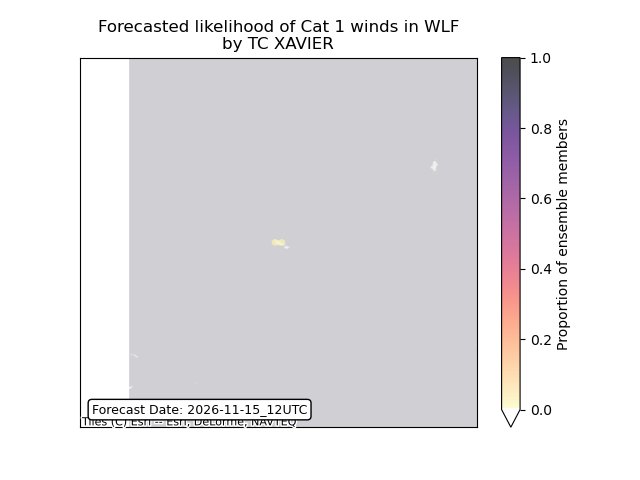 Forecasted likelihood of Cat 1 winds in WLF
by TC XAVIER
1.0
0.8
0.6
0.4
0.2
0.0
Proportion of ensemble members
Forecast Date: 2026-11-15_12UTC
Tiles (C) Esri -- Esri, DeLorme, NAVTEQ